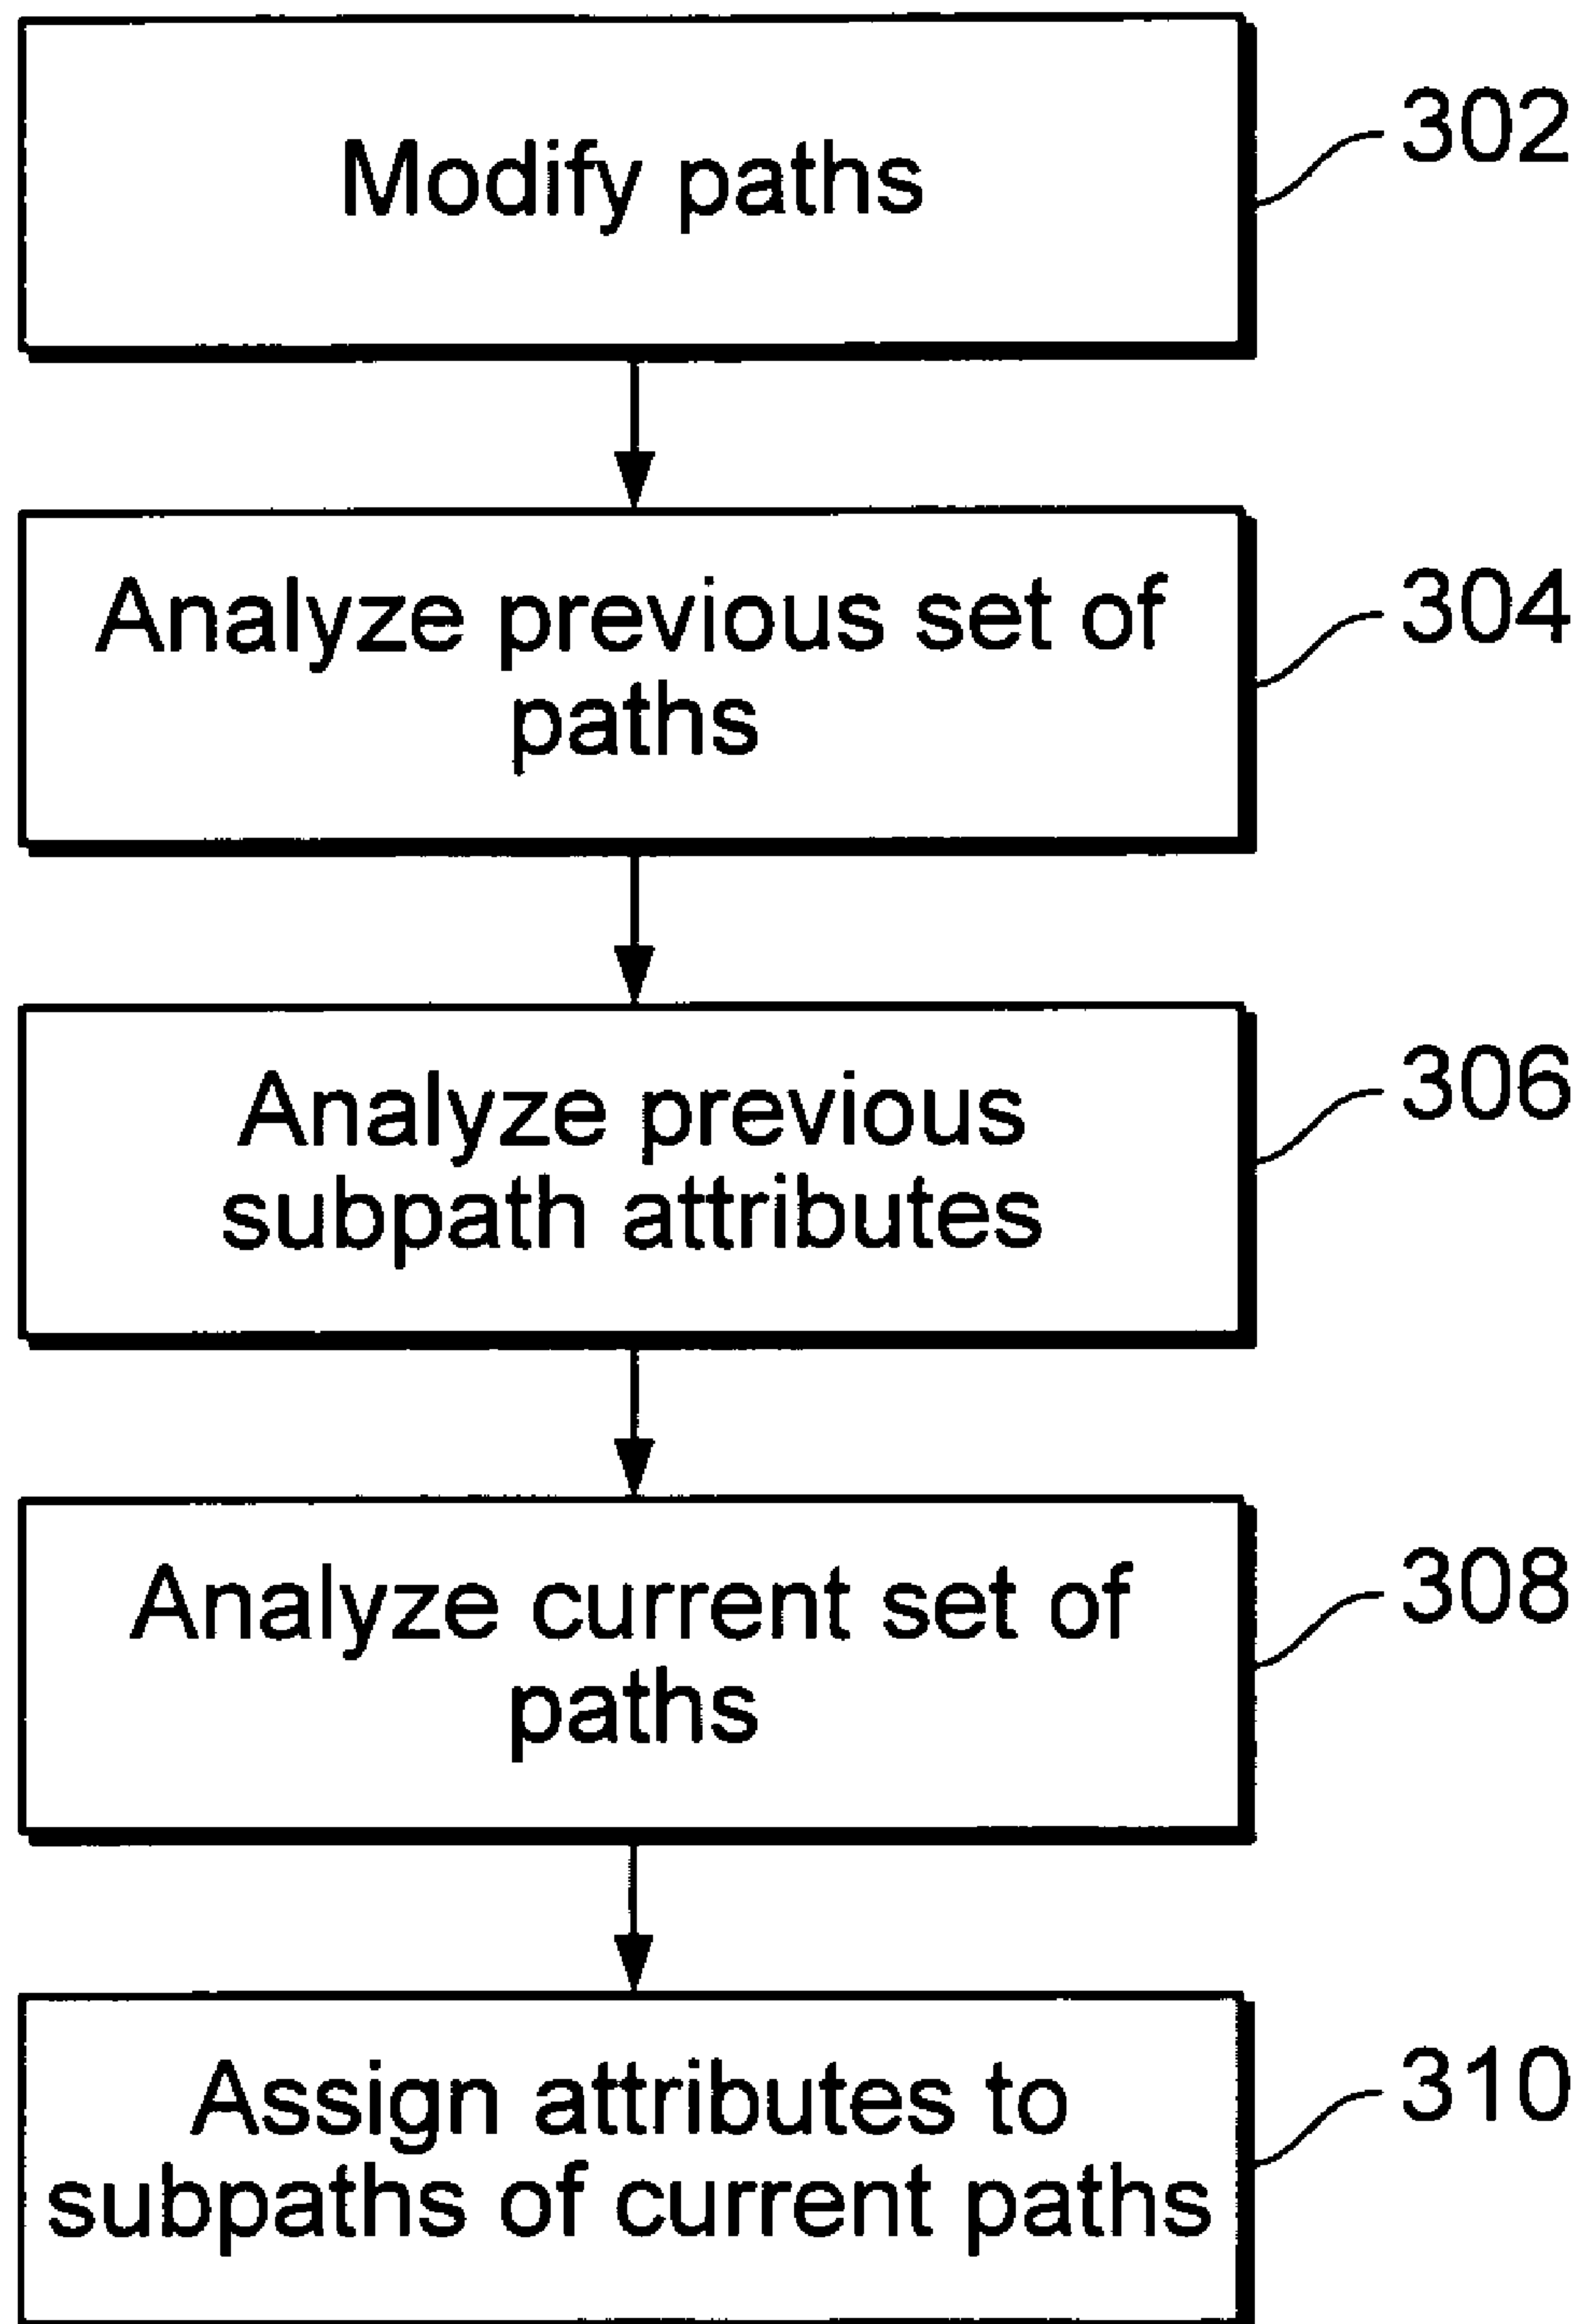 Modify paths
302
Analyze previous set of
paths
304
Analyze previous
subpath attributes
306
Analyze current set of
paths
308
Assign attributes to
subpaths of current paths
310